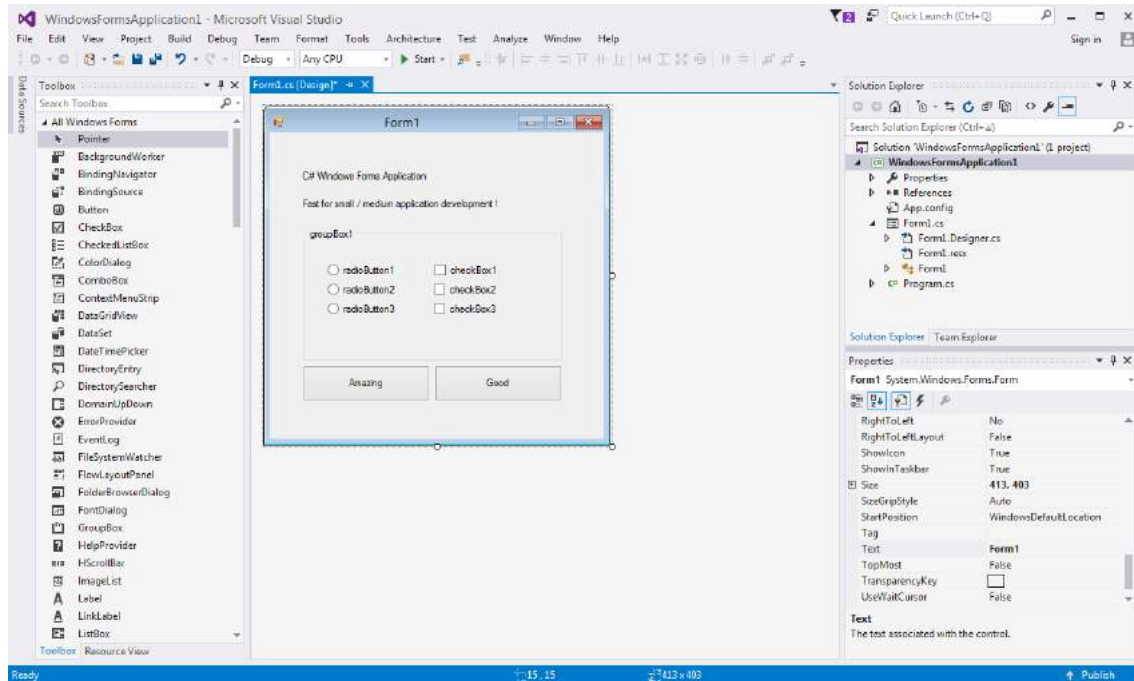 WindowsFormsApplication1 - Microsoft Visual Studio
2
Quick Launch (Ctrl+Q)
File Edit View Project Build Debug Team Format Tools Architecture Test Analyze Window Help
Sign in
Debug Any CPU Start
Data Sources
Toolbox
Search Toolbox
All Windows Forms
Pointer
BackgroundWorker
BindingNavigator
BindingSource
Button
CheckBox
CheckedListBox
ColorDialog
ComboBox
ContextMenuStrip
DataGridView
DataSet
DateTimePicker
DirectoryEntry
DirectorySearcher
DomainUpDown
ErrorProvider
EventLog
FileSystemWatcher
FlowLayoutPanel
FolderBrowserDialog
FontDialog
GroupBox
HelpProvider
HScrollBar
ImageList
Label
LinkLabel
ListBox
Toolbox Resource View
Form1.cs [Design]*
Form1
C# Windows Forms Application
Fast for small / medium application development !
groupBox1
radioButton1 checkBox1
radioButton2 checkBox2
radioButton3 checkBox3
Amazing Good
Solution Explorer
Search Solution Explorer
Solution 'WindowsFormsApplication1' (1 project)
WindowsFormsApplication1
Properties
References
App.config
Form1.cs
Form1.Designer.cs
Form1.resx
Form1
C# Program.cs
Solution Explorer Team Explorer
Properties
Form1 System.Windows.Forms.Form
RightToLeft No
RightToLeftLayout False
ShowIcon True
ShowInTaskbar True
Size 413, 403
SizeGripStyle Auto
StartPosition WindowsDefaultLocation
Tag
Text Form1
TopMost False
TransparencyKey
UseWaitCursor False
Text
The text associated with the control.
Ready 15, 15 413 x 403 Publish